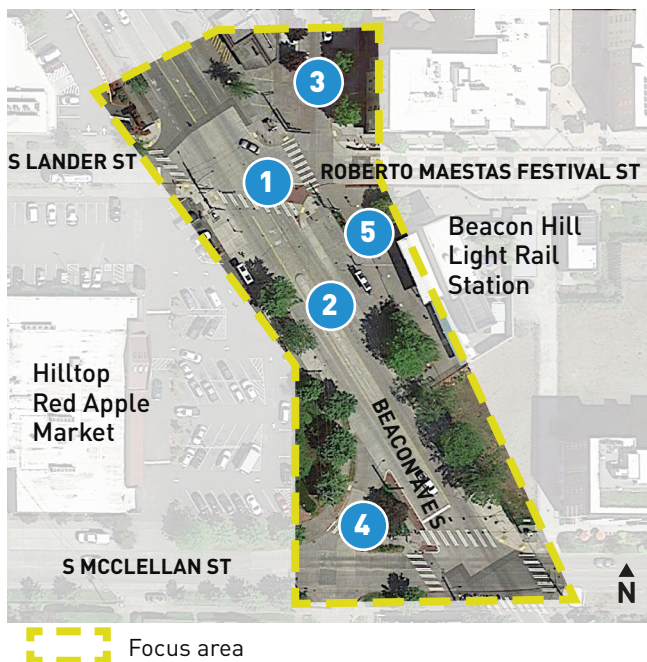 3
S LANDER ST
1
ROBERTO MAESTAS FESTIVAL ST
5
Beacon Hill
Light Rail
Station
2
Hilltop
Red Apple
Market
BEACON AVE S
4
S MCCLELLAN ST
N
Focus area